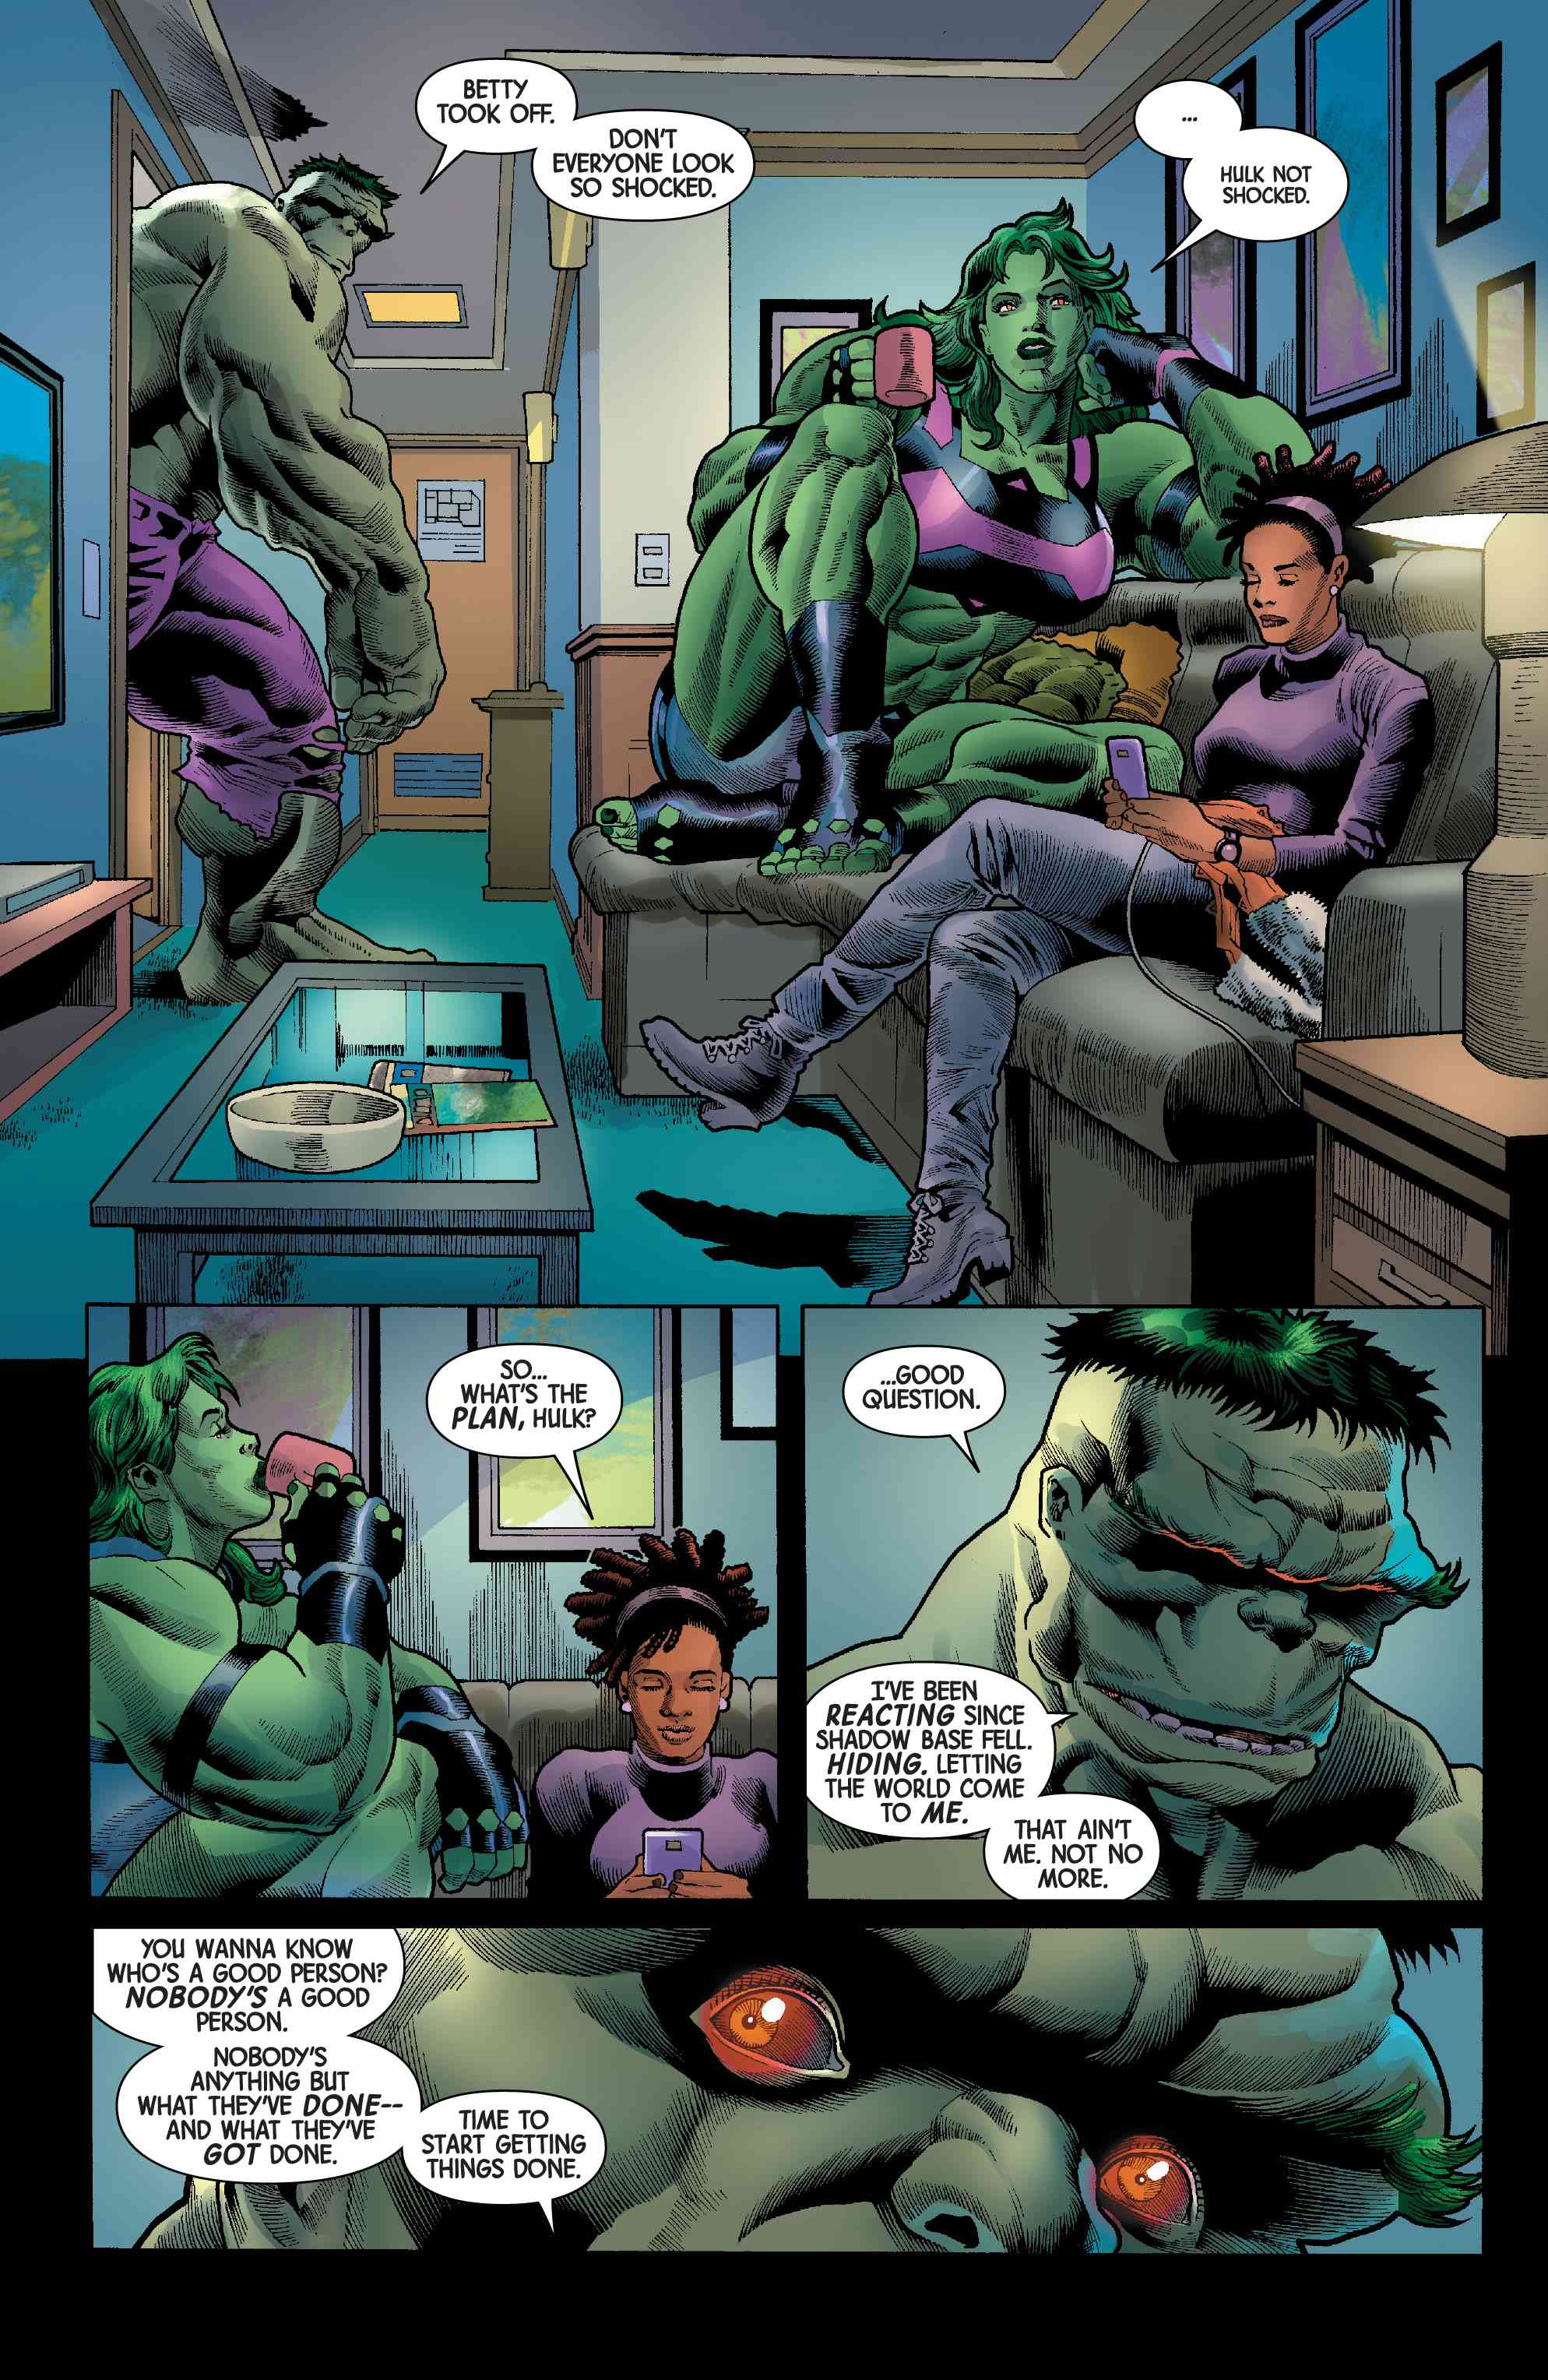 BETTY
TOOK OFF.
DON'T
EVERYONE LOOK
SO SHOCKED.
...
HULK NOT
SHOCKED.
SO...
WHAT'S THE
PLAN, HULK?
...GOOD
QUESTION.
I'VE BEEN
REACTING SINCE
SHADOW BASE FELL.
HIDING. LETTING
THE WORLD COME
TO ME.
THAT AIN'T
ME. NOT NO
MORE.
YOU WANNA KNOW
WHO'S A GOOD PERSON?
NOBODY'S A GOOD
PERSON.
NOBODY'S
ANYTHING BUT
WHAT THEY'VE DONE--
AND WHAT THEY'VE
GOT DONE.
TIME TO
START GETTING
THINGS DONE.